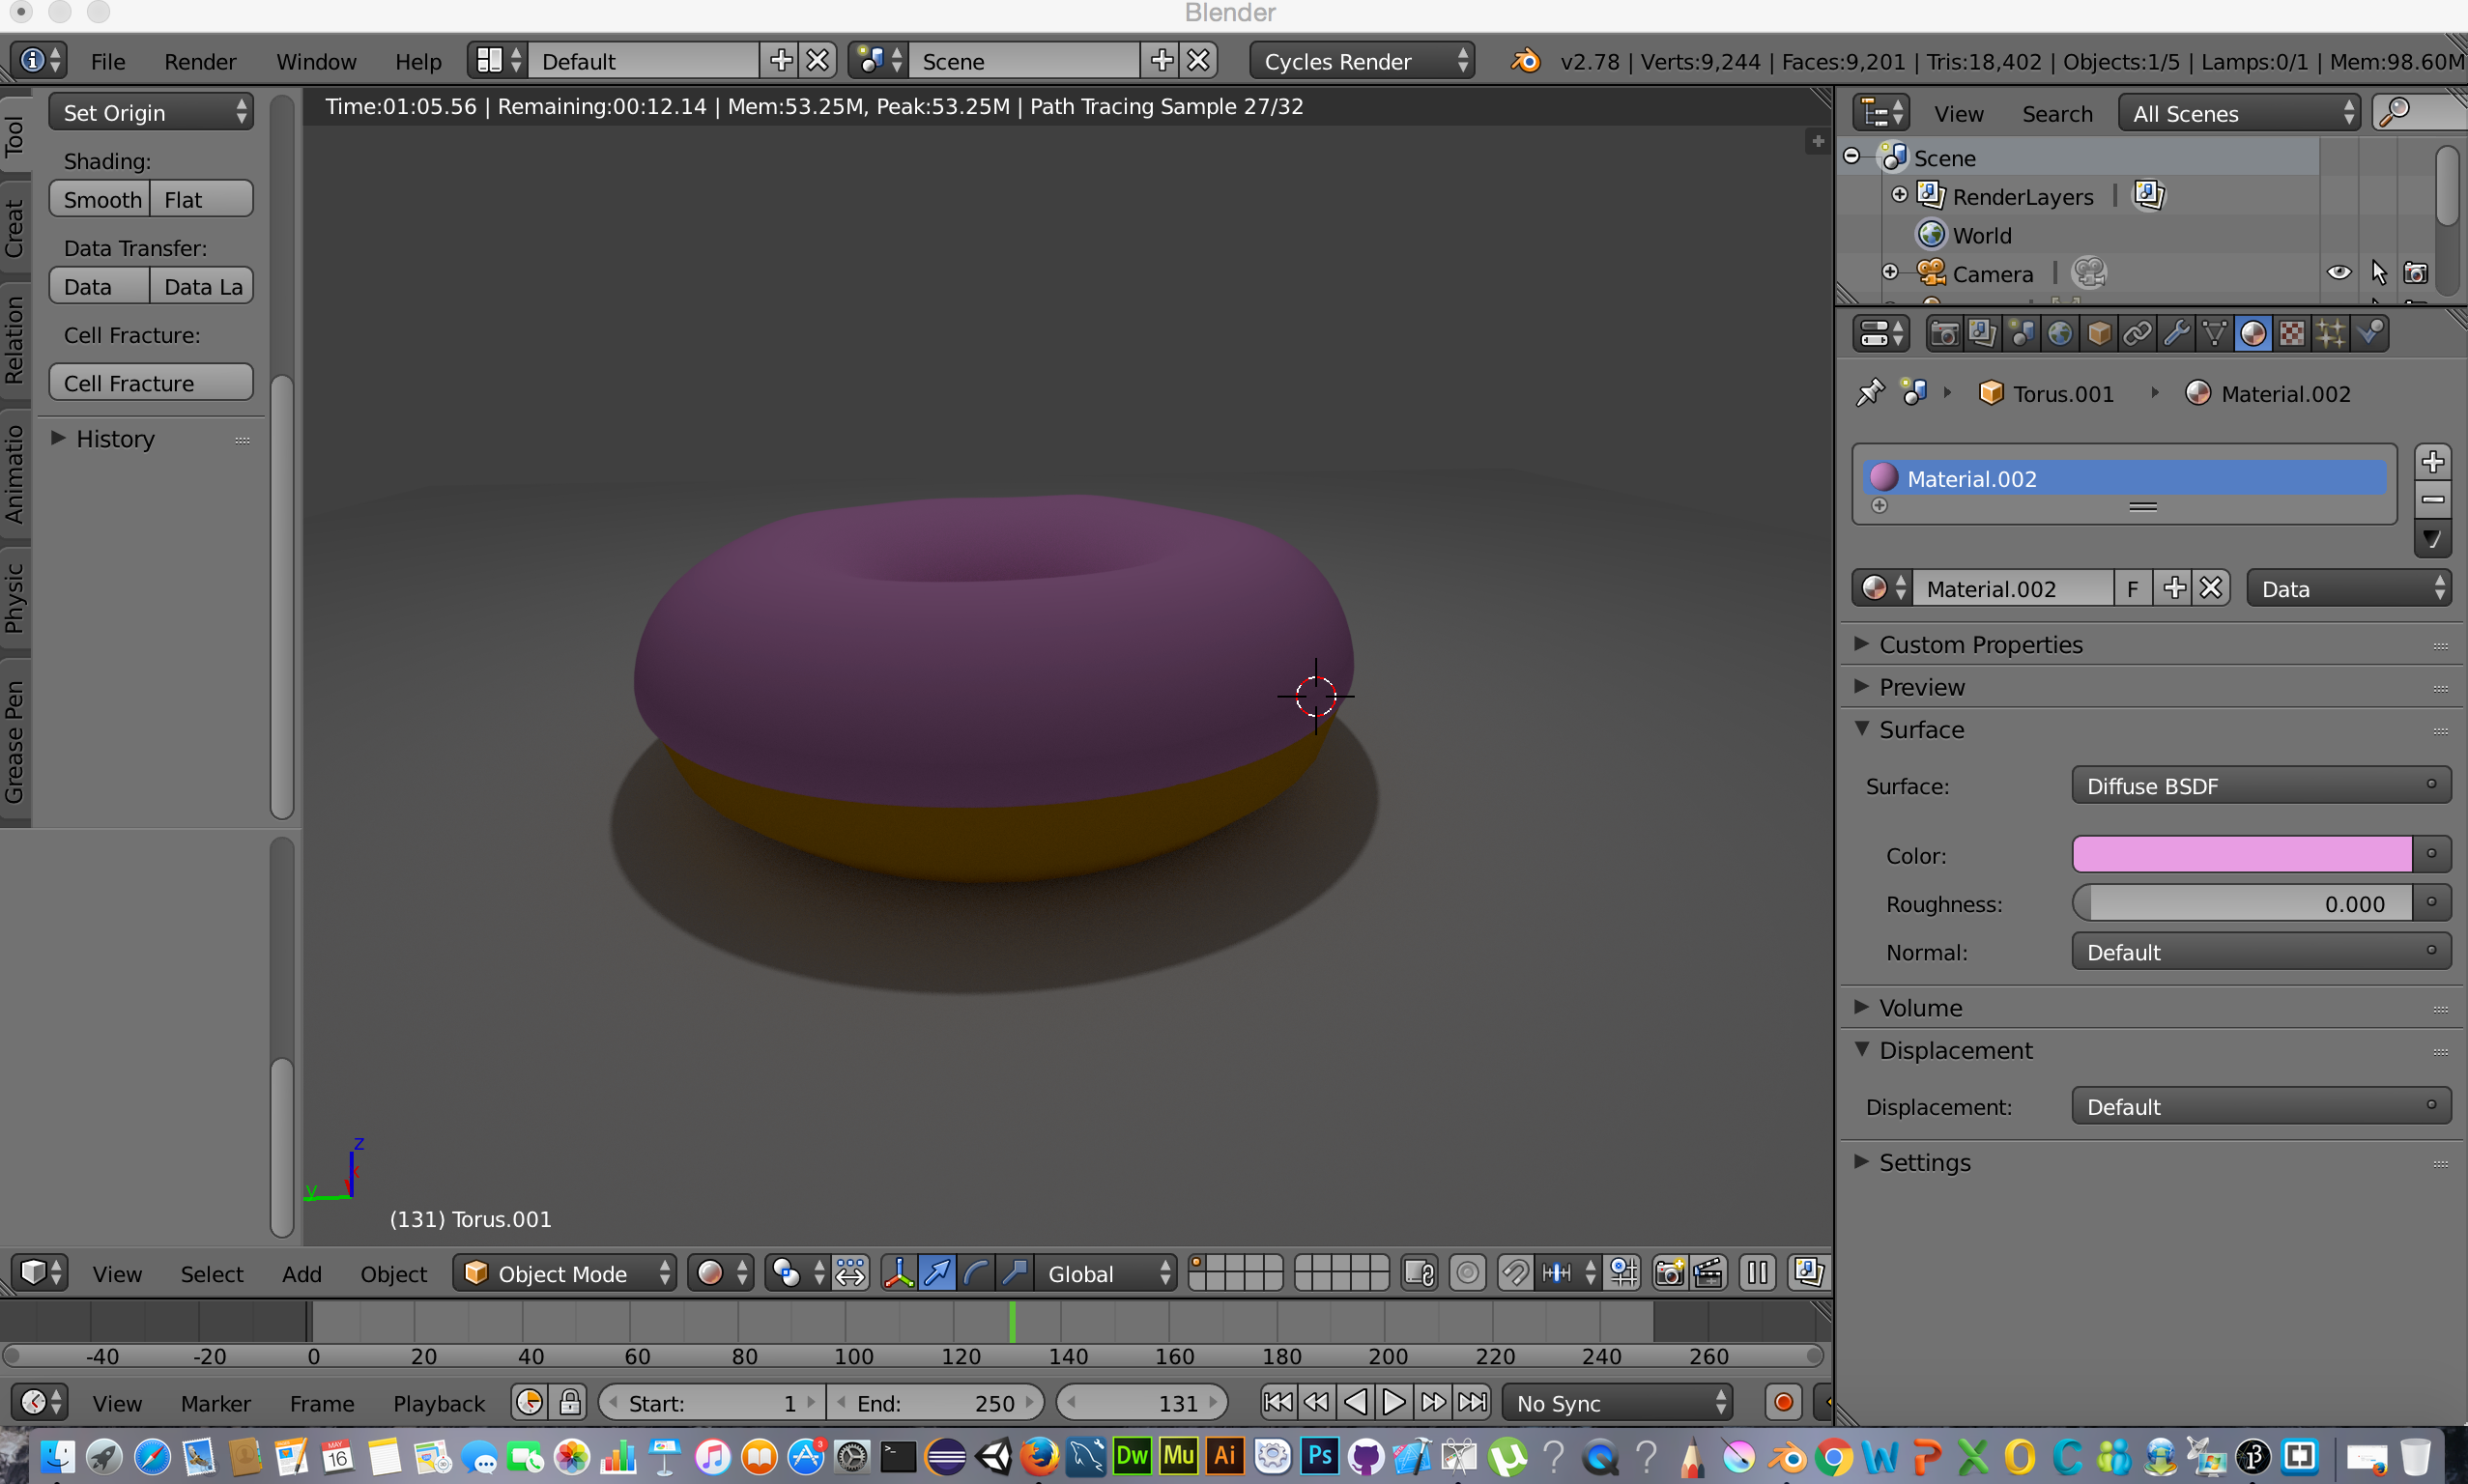 Blender
File Render Window Help Default Scene Cycles Render v2.78 | Verts:9,244 | Faces:9,201 | Tris:18,402 | Objects:1/5 | Lamps:0/1 | Mem:98.60M
Time:01:05.56 | Remaining:00:12.14 | Mem:53.25M, Peak:53.25M | Path Tracing Sample 27/32
Tool
Creat
Relation
Animatio
Physic
Grease Pen
Set Origin
Shading:
Smooth Flat
Data Transfer:
Data Data La
Cell Fracture:
Cell Fracture
History
z
x
y
(131) Torus.001
View Search All Scenes
Scene
RenderLayers |
World
Camera |
Torus.001 Material.002
Material.002
Material.002 F Data
Custom Properties
Preview
Surface
Surface: Diffuse BSDF
Color:
Roughness: 0.000
Normal: Default
Volume
Displacement
Displacement: Default
Settings
View Select Add Object Object Mode Global
-40 -20 0 20 40 60 80 100 120 140 160 180 200 220 240 260
View Marker Frame Playback Start: 1 End: 250 131 No Sync
MAY
16
3
Dw Mu Ai Ps